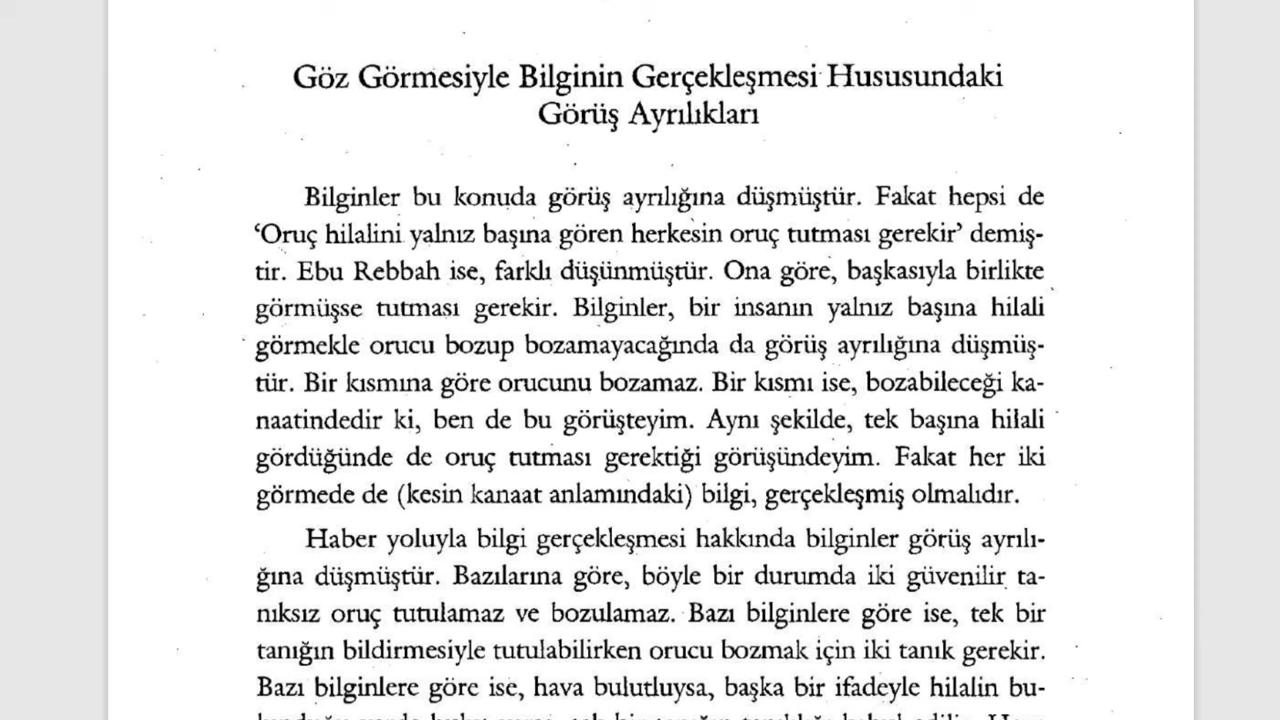 Göz Görmesiyle Bilginin Gerçekleşmesi Hususundaki
Görüş Ayrılıkları
Bilginler bu konuda görüş ayrılığına düşmüştür. Fakat hepsi de
‘Oruç hilalini yalnız başına gören herkesin oruç tutması gerekir’ demiş-
tir. Ebu Rebbah ise, farklı düşünmüştür. Ona göre, başkasıyla birlikte
görmüşse tutması gerekir. Bilginler, bir insanın yalnız başına hilali
görmekle orucu bozup bozamayacağında da görüş ayrılığına düşmüş-
tür. Bir kısmına göre orucunu bozamaz. Bir kısmı ise, bozabileceği ka-
naatindedir ki, ben de bu görüşteyim. Aynı şekilde, tek başına hilali
gördüğünde de oruç tutması gerektiği görüşündeyim. Fakat her iki
görmede de (kesin kanaat anlamındaki) bilgi, gerçekleşmiş olmalıdır.
Haber yoluyla bilgi gerçekleşmesi hakkında bilginler görüş ayrılı-
ğına düşmüştür. Bazılarına göre, böyle bir durumda iki güvenilir ta-
nıksız oruç tutulamaz ve bozulamaz. Bazı bilginlere göre ise, tek bir
tanığın bildirmesiyle tutulabilirken orucu bozmak için iki tanık gerekir.
Bazı bilginlere göre ise, hava bulutluysa, başka bir ifadeyle hilalin bu-